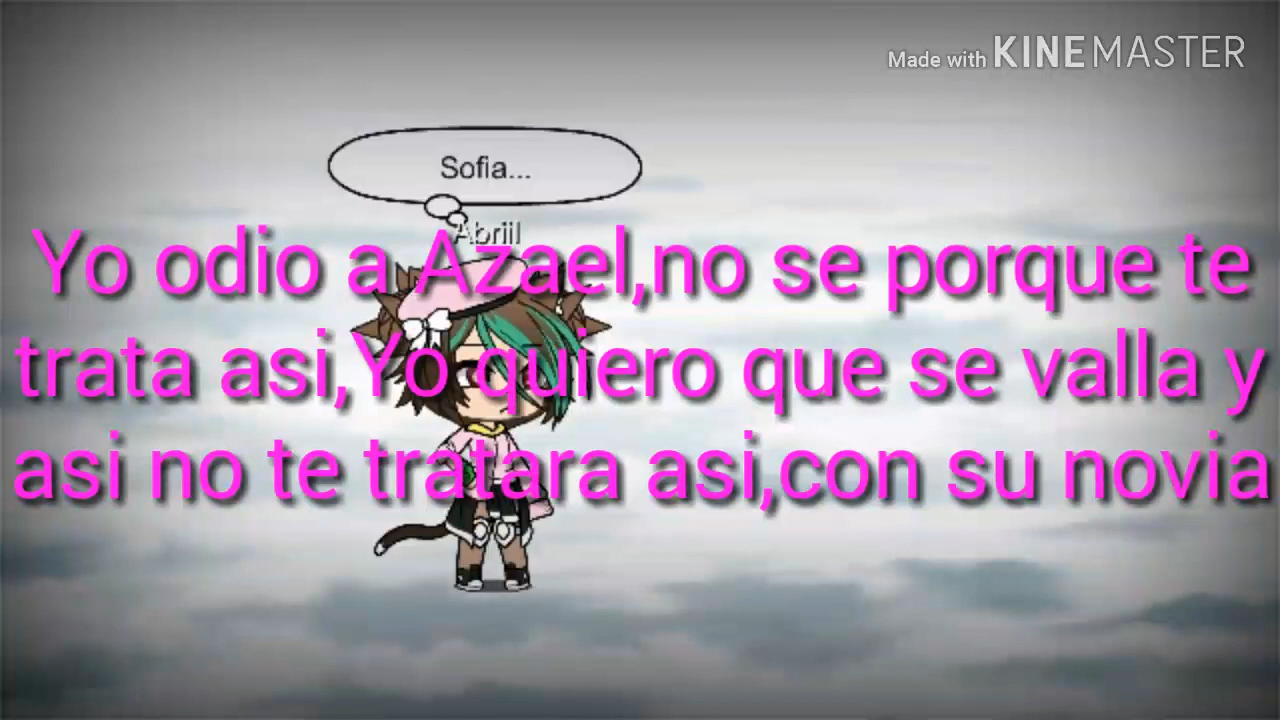 Made with KINEMASTER
Sofia...
Abriil
Yo odio a Azael,no se porque te
trata asi,Yo quiero que se valla y
asi no te tratara asi,con su novia